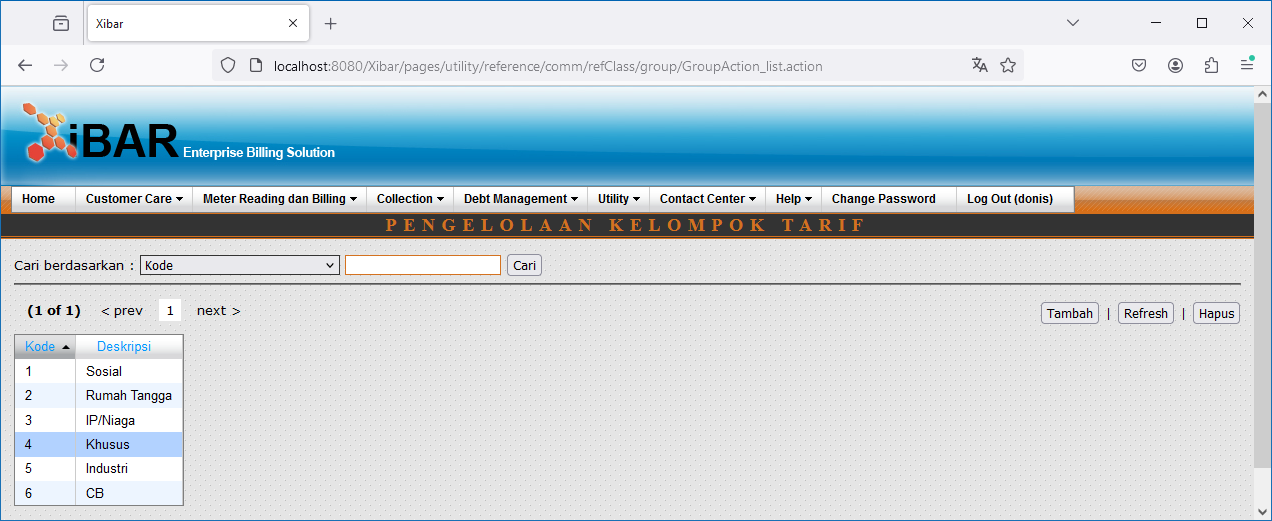 Xibar
localhost:8080/Xibar/pages/utility/reference/comm/refClass/group/GroupAction_list.action
iBAR Enterprise Billing Solution
Home Customer Care Meter Reading dan Billing Collection Debt Management Utility Contact Center Help Change Password Log Out (donis)
PENGELOLAAN KELOMPOK TARIF
Cari berdasarkan : Kode Cari
(1 of 1) < prev 1 next > Tambah | Refresh | Hapus
Kode Deskripsi
1 Sosial
2 Rumah Tangga
3 IP/Niaga
4 Khusus
5 Industri
6 CB